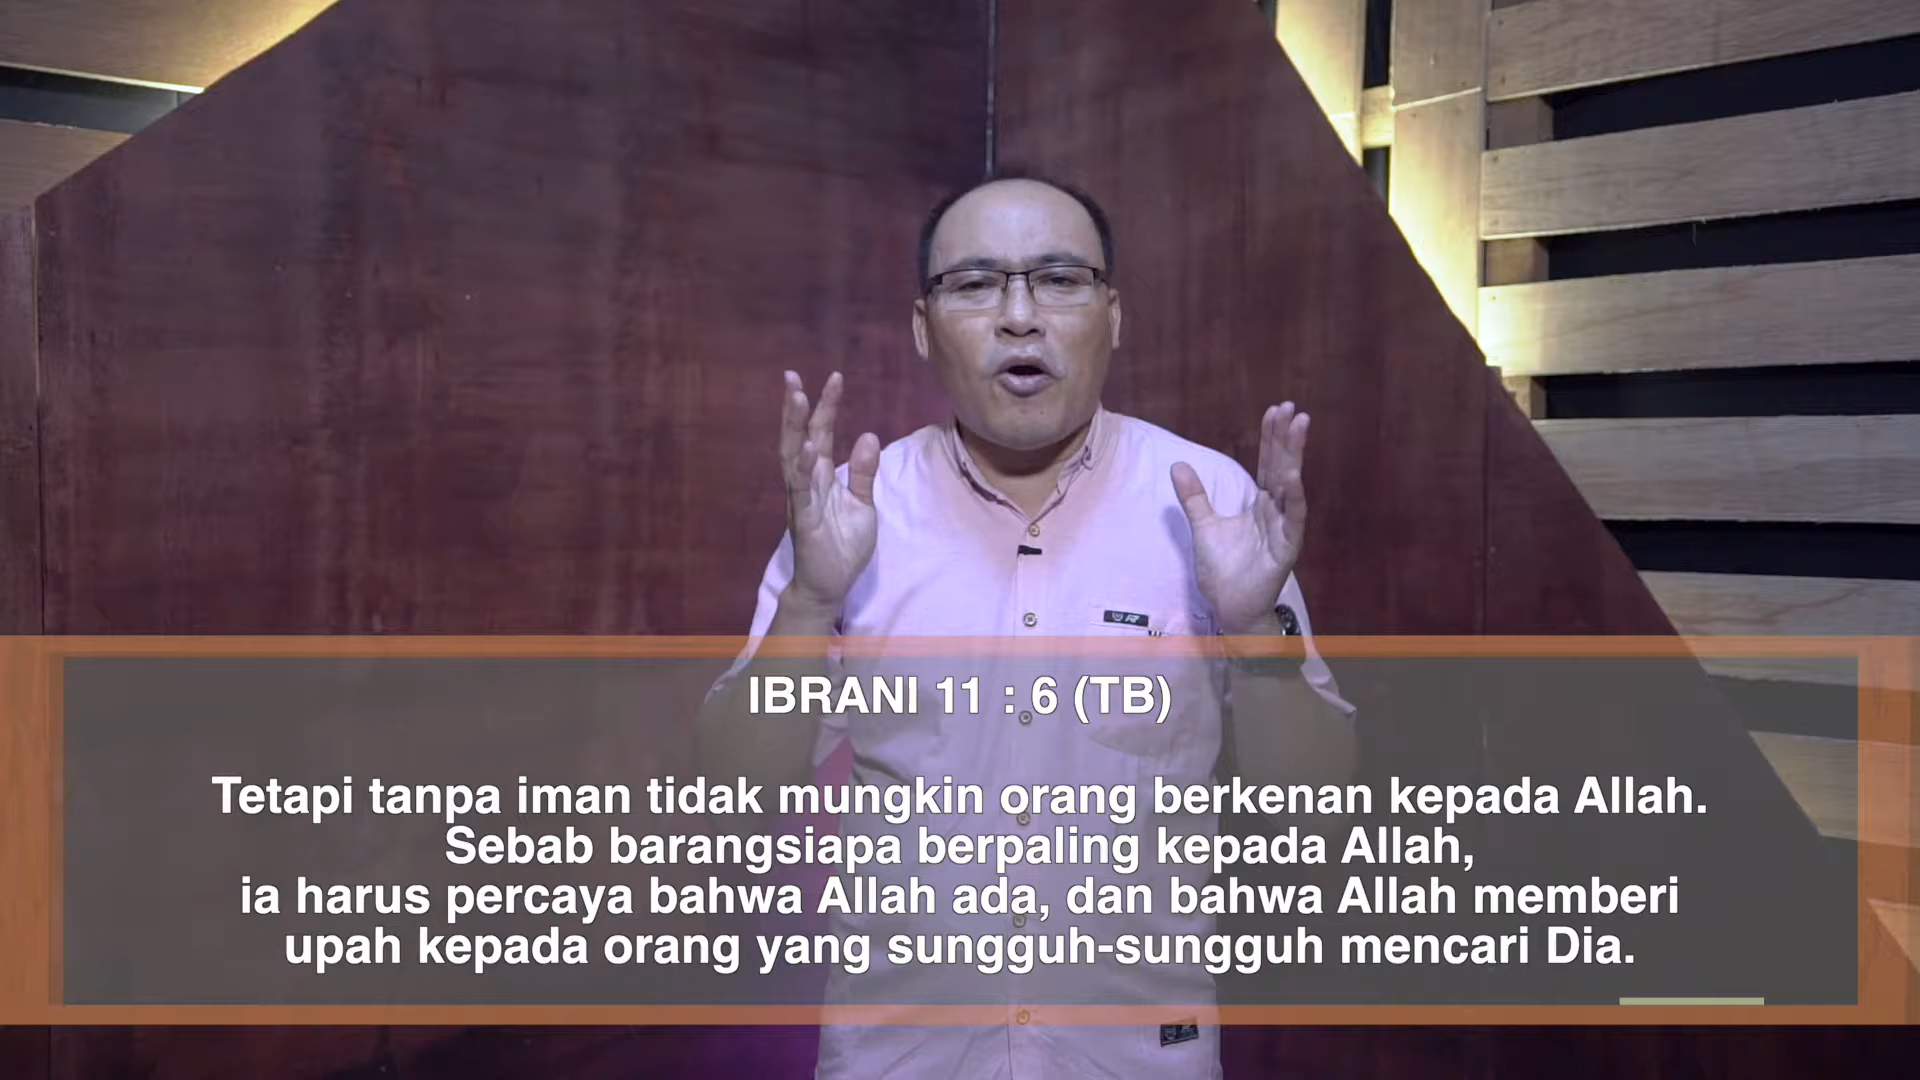 IBRANI 11 : 6 (TB)
Tetapi tanpa iman tidak mungkin orang berkenan kepada Allah.
Sebab barangsiapa berpaling kepada Allah,
ia harus percaya bahwa Allah ada, dan bahwa Allah memberi
upah kepada orang yang sungguh-sungguh mencari Dia.